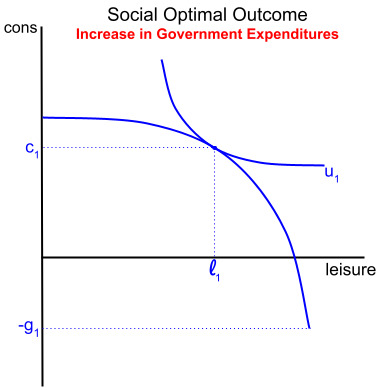 Social Optimal Outcome
Increase in Government Expenditures
cons
c₁
u₁
ℓ₁
leisure
-g₁